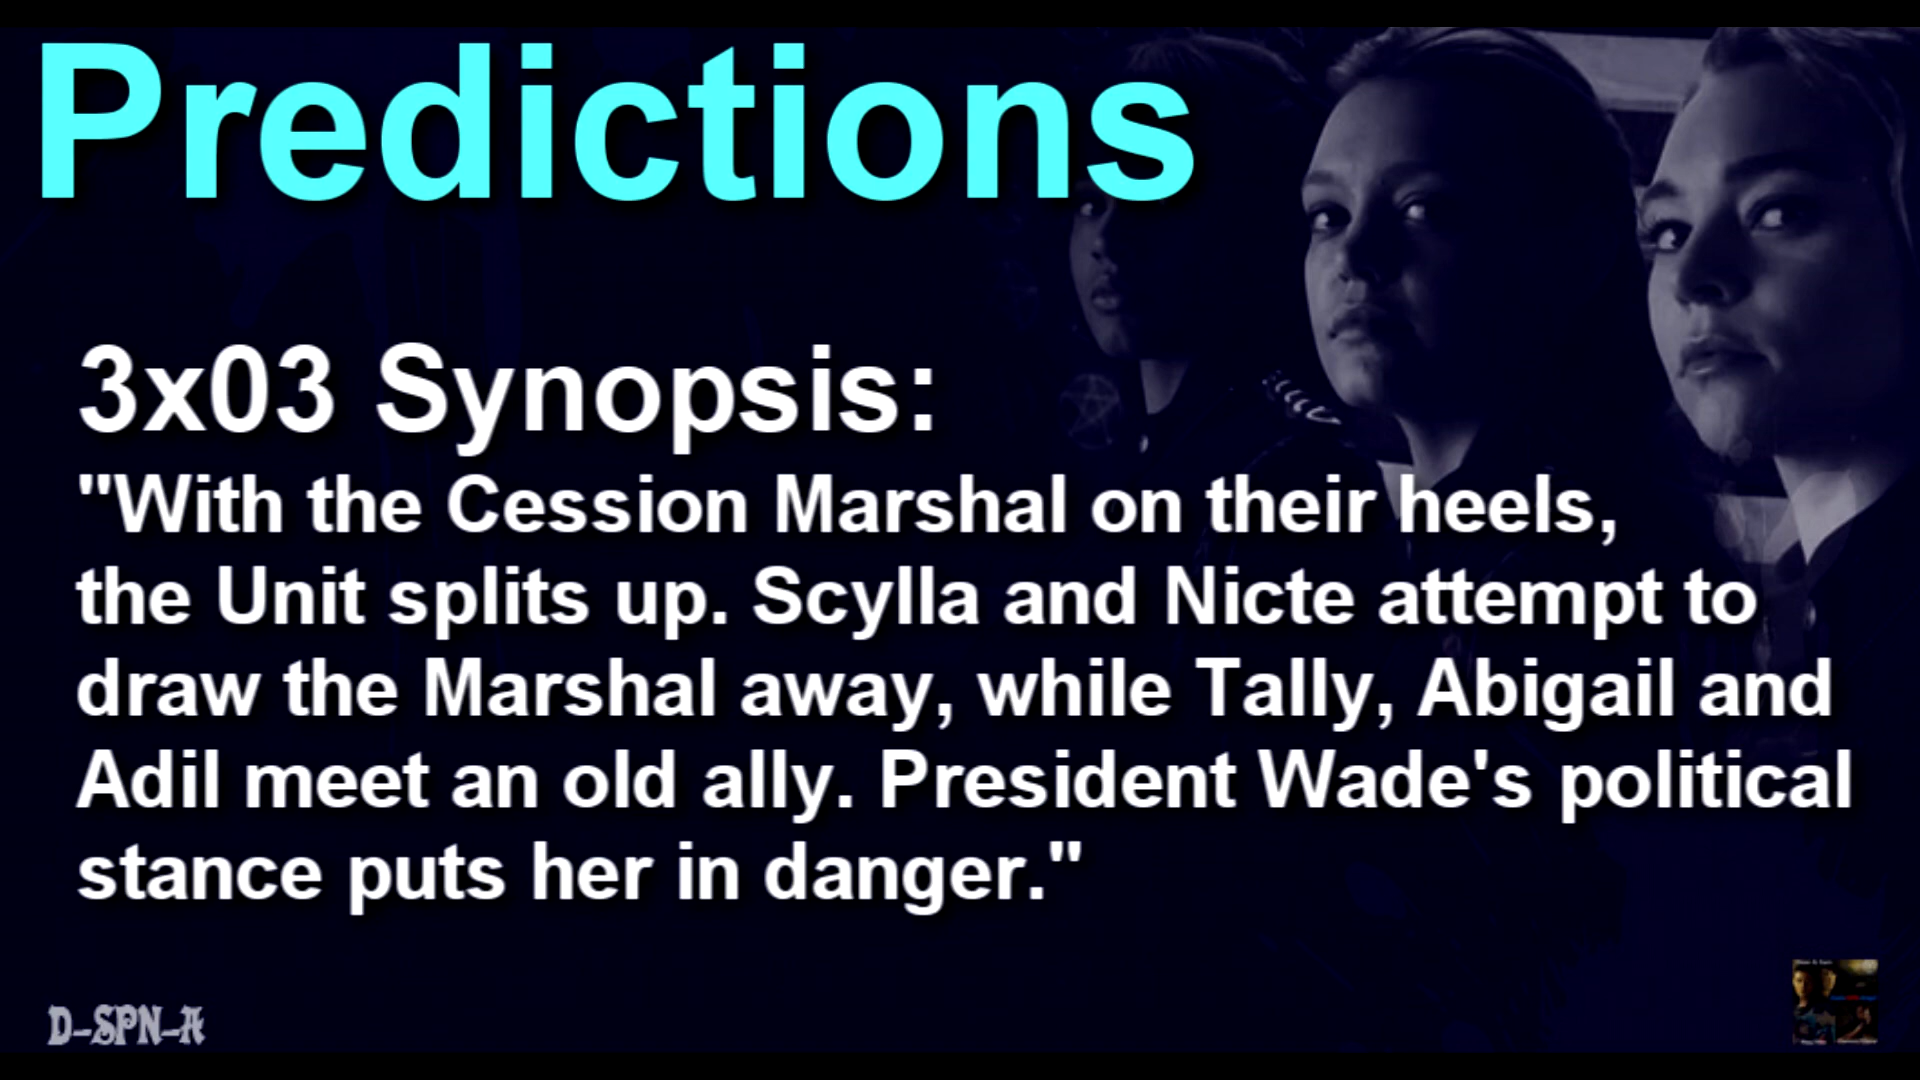 Predictions
3x03 Synopsis:
"With the Cession Marshal on their heels,
the Unit splits up. Scylla and Nicte attempt to
draw the Marshal away, while Tally, Abigail and
Adil meet an old ally. President Wade's political
stance puts her in danger."
D-SPN-A